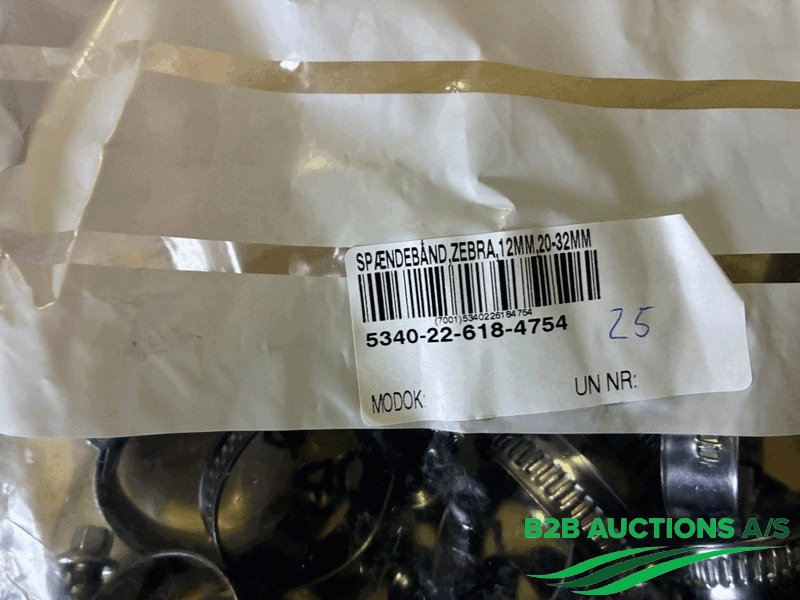 SPÆNDEBÅND,ZEBRA,12MM,20-32MM
(7001)5340226184754
5340-22-618-4754
25
MODOK:
UN NR:
B2B AUCTIONS A/S